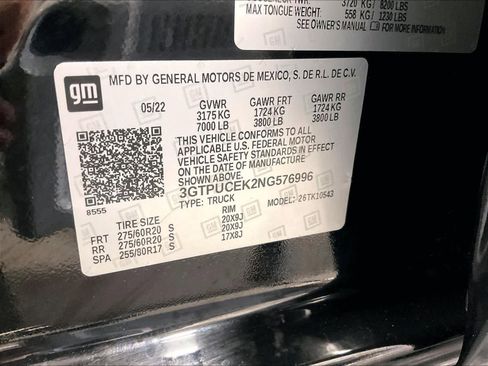 3720 KG / 8200 LBS
MAX TONGUE WEIGHT: 558 KG / 1230 LBS
SEE OWNER'S MANUAL FOR MORE INFORMATION
gm
MFD BY GENERAL MOTORS DE MEXICO, S. DE R.L. DE C.V.
05/22 GVWR GAWR FRT GAWR RR
3175 KG 1724 KG 1724 KG
7000 LB 3800 LB 3800 LB
THIS VEHICLE CONFORMS TO ALL
APPLICABLE U.S. FEDERAL MOTOR
VEHICLE SAFETY STANDARDS IN
EFFECT ON THE DATE OF MANUFACTURE
SHOWN ABOVE.
3GTPUCEK2NG576996
TYPE: TRUCK MODEL: 26TK10543
8555
TIRE SIZE RIM
FRT 275/60R20 S 20X9J
RR 275/60R20 S 20X9J
SPA 255/80R17 S 17X8J